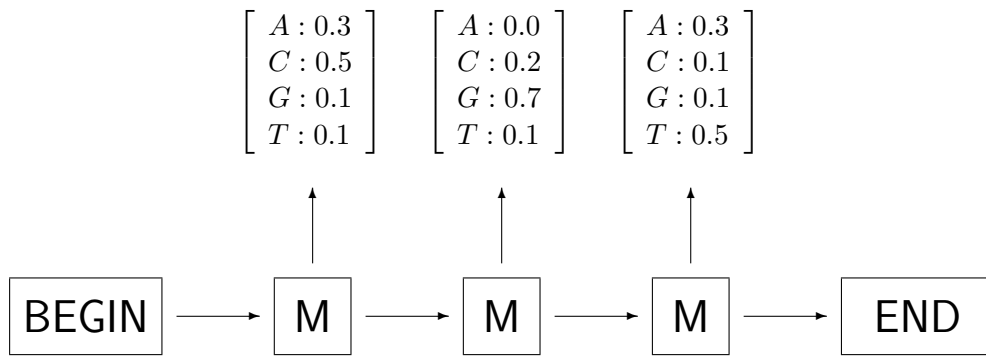 A : 0.3
C : 0.5
G : 0.1
T : 0.1
A : 0.0
C : 0.2
G : 0.7
T : 0.1
A : 0.3
C : 0.1
G : 0.1
T : 0.5
BEGIN
M
M
M
END